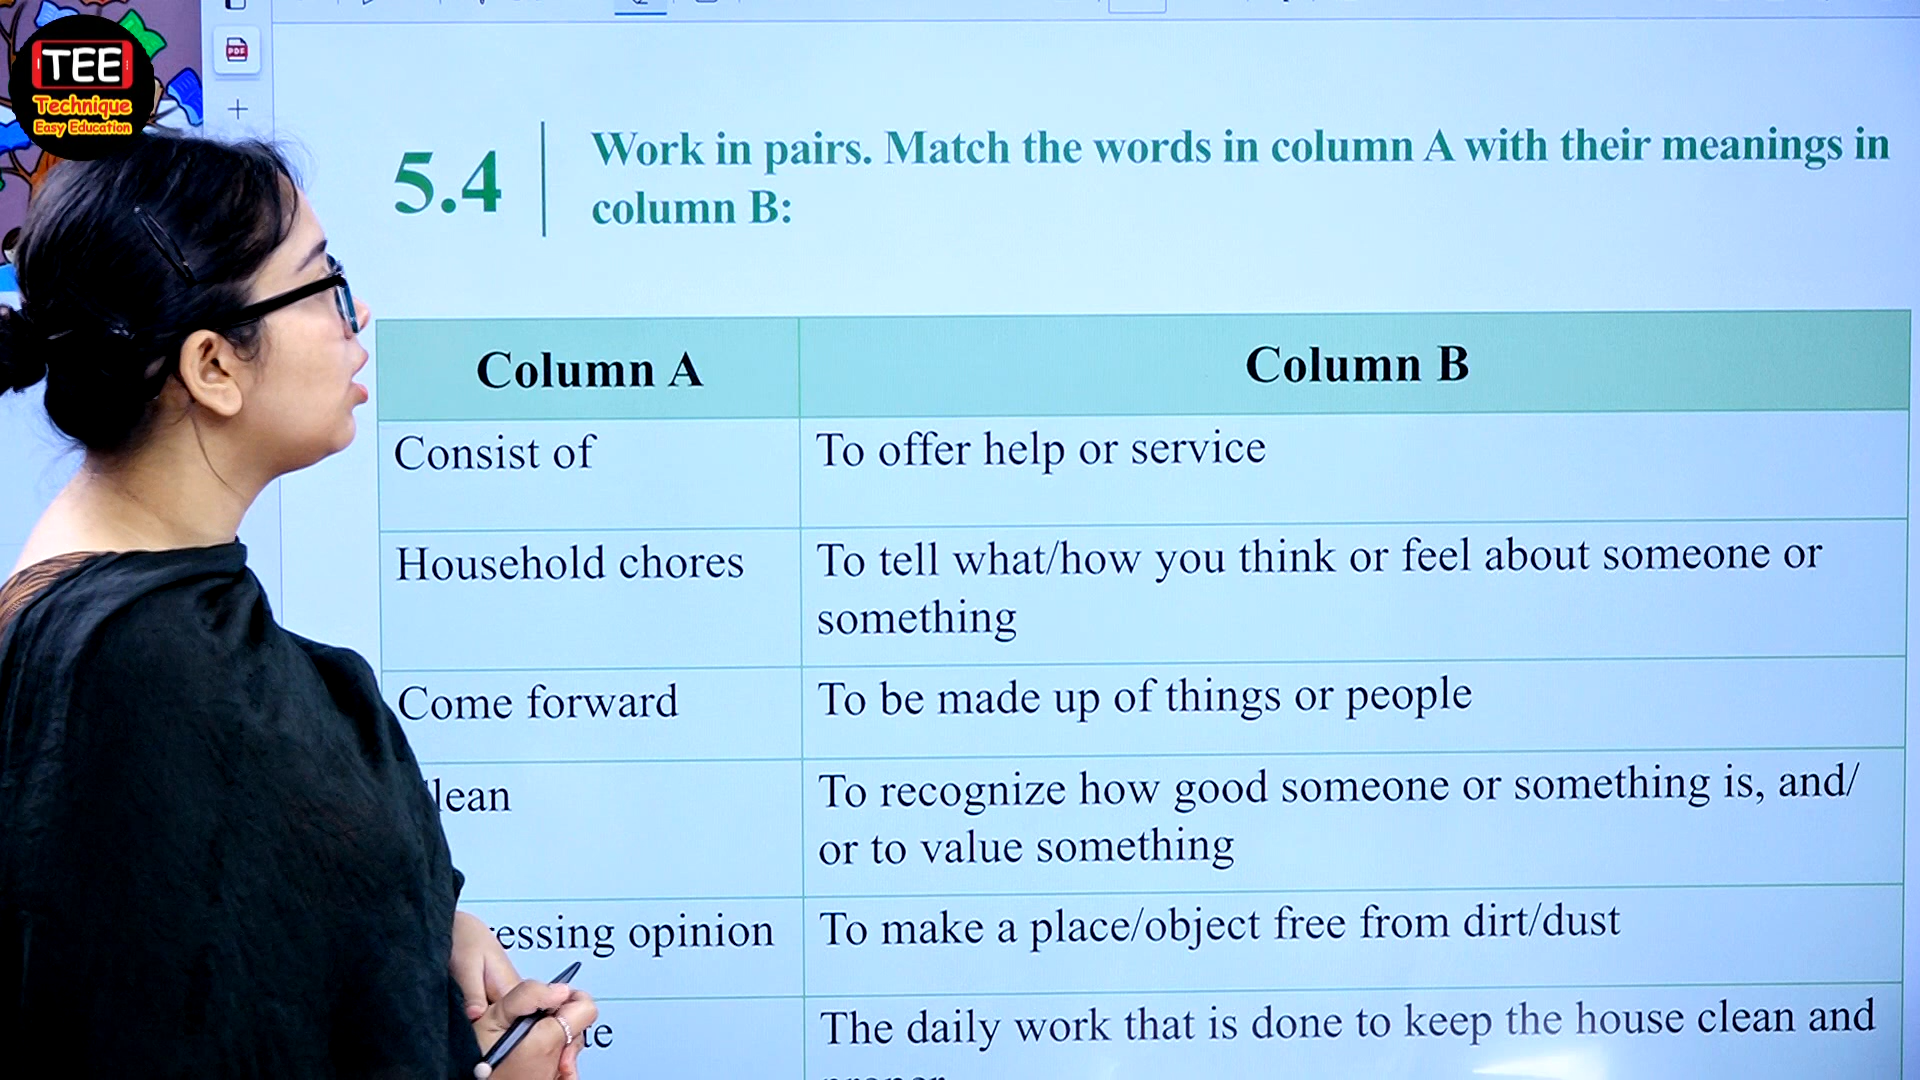 TEE
Technique
Easy Education
PDF
5.4
Work in pairs. Match the words in column A with their meanings in
column B:
Column A
Column B
Consist of
To offer help or service
Household chores
To tell what/how you think or feel about someone or
something
Come forward
To be made up of things or people
lean
To recognize how good someone or something is, and/
or to value something
essing opinion
To make a place/object free from dirt/dust
te
The daily work that is done to keep the house clean and